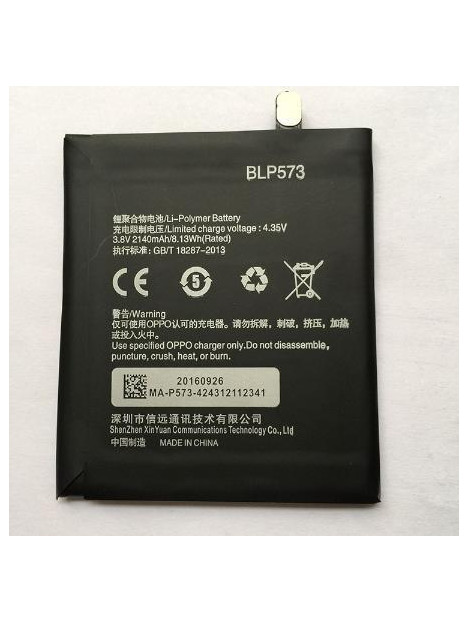 BLP573
锂聚合物电池/Li-Polymer Battery
充电限制电压/Limited charge voltage : 4.35V
3.8V 2140mAh/8.13Wh(Rated)
执行标准: GB/T 18287-2013
CE
5
警告/Warning
仅可使用OPPO认可的充电器。请勿拆解，刺破，挤压，加热
或投入火中。
Use specified OPPO charger only.Do not disassemble,
puncture, crush, heat, or burn.
20160926
MA-P573-424312112341
深圳市信远通讯技术有限公司
ShenZhen XinYuan Communications Technology Co., Ltd
中国制造 MADE IN CHINA